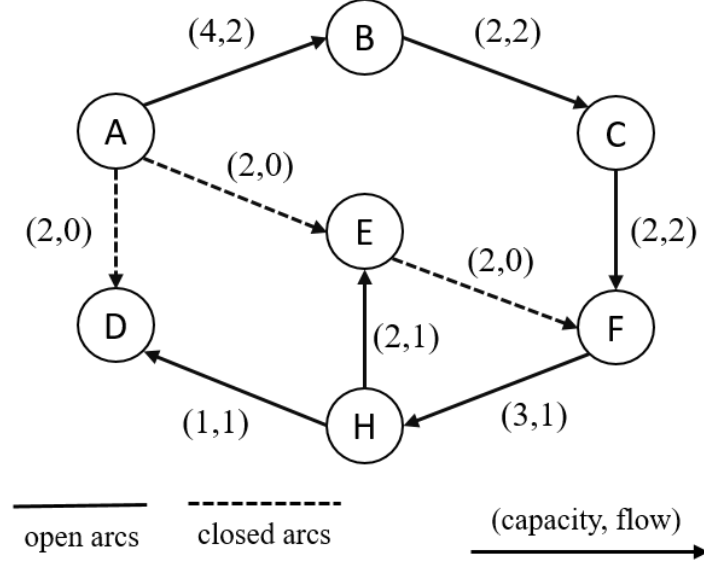 (4,2)
B
(2,2)
A
C
(2,0)
(2,0)
E
(2,2)
(2,0)
D
F
(2,1)
(1,1)
H
(3,1)
open arcs
closed arcs
(capacity, flow)